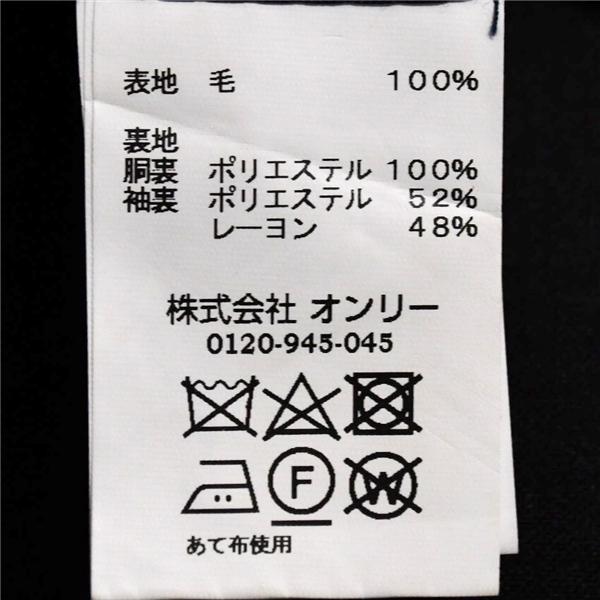 表地 毛 100%
裏地
胴裏 ポリエステル 100%
袖裏 ポリエステル 52%
レーヨン 48%
株式会社 オンリー
0120-945-045
F W
あて布使用